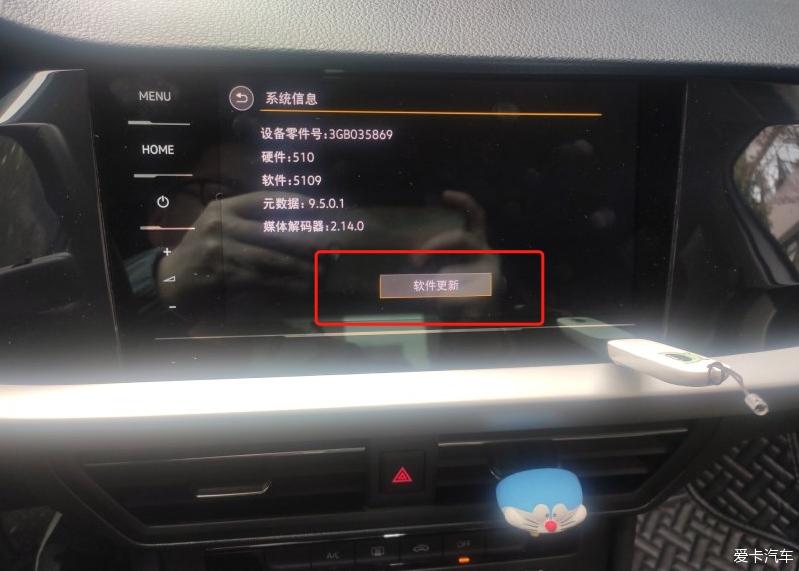 MENU
HOME
+
-
系统信息
设备零件号:3GB035869
硬件:510
软件:5109
元数据: 9.5.0.1
媒体解码器:2.14.0
软件更新
A/C
OFF
爱卡汽车